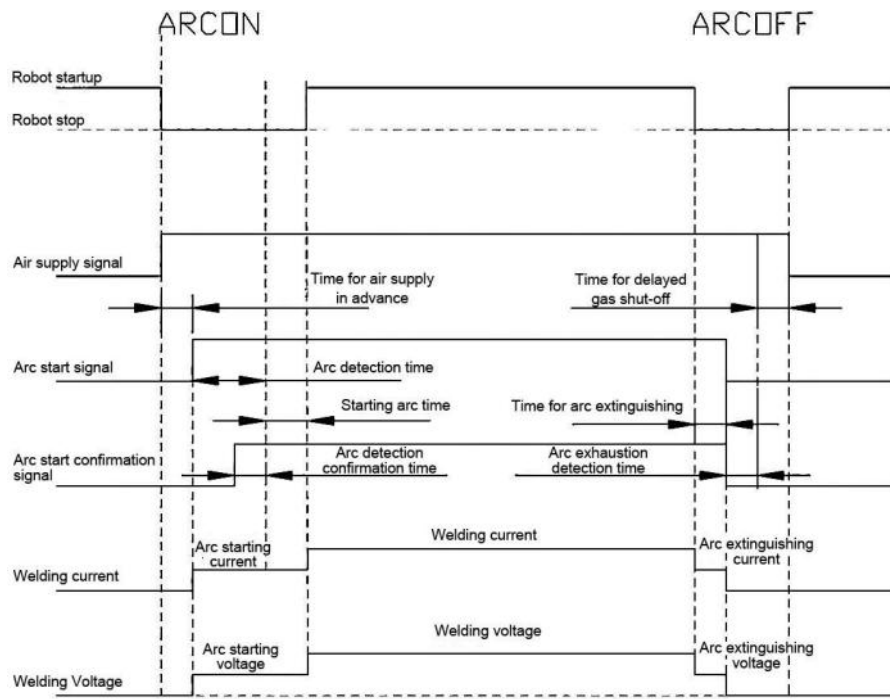 ARCON
ARCOFF
Robot startup
Robot stop
Air supply signal
Time for air supply
in advance
Time for delayed
gas shut-off
Arc start signal
Arc detection time
Starting arc time
Time for arc extinguishing
Arc start confirmation
signal
Arc detection
confirmation time
Arc exhaustion
detection time
Welding current
Arc starting
current
Welding current
Arc extinguishing
current
Welding Voltage
Arc starting
voltage
Welding voltage
Arc extinguishing
voltage